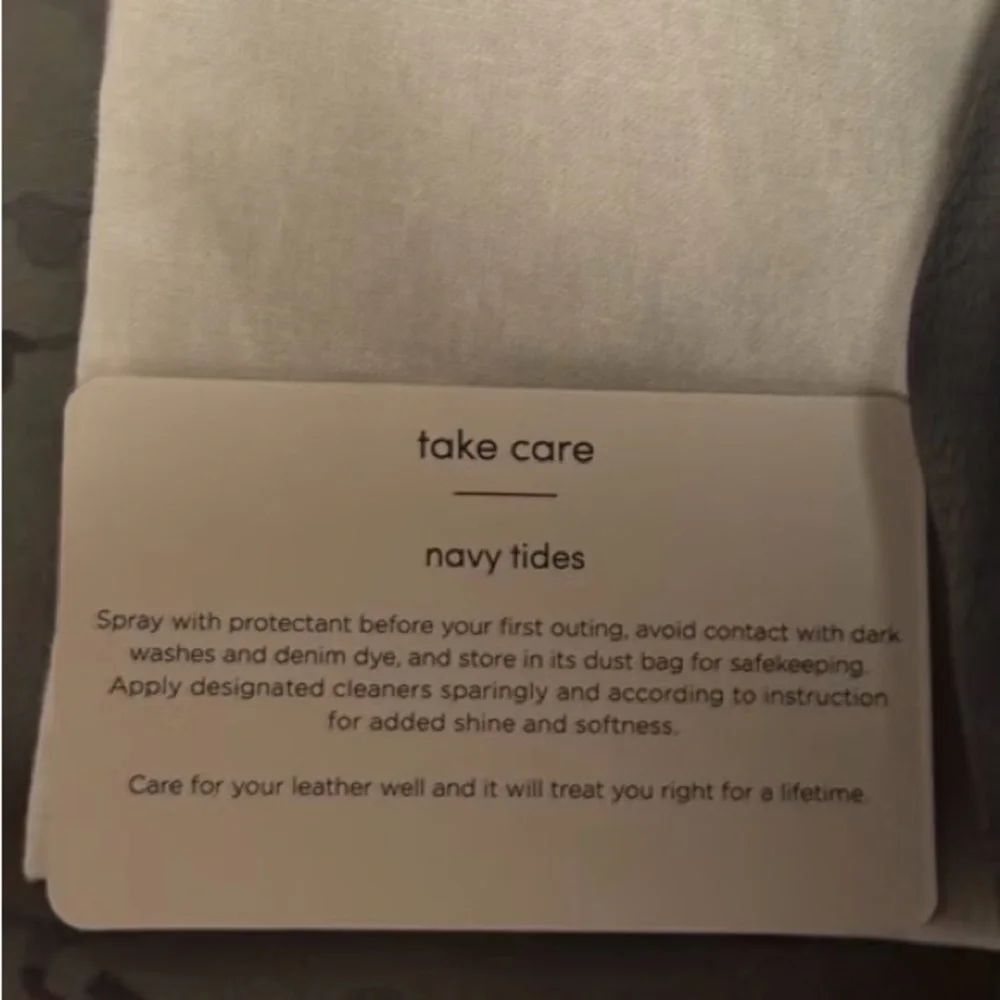 take care
navy tides
Spray with protectant before your first outing, avoid contact with dark
washes and denim dye, and store in its dust bag for safekeeping.
Apply designated cleaners sparingly and according to instruction
for added shine and softness.
Care for your leather well and it will treat you right for a lifetime.